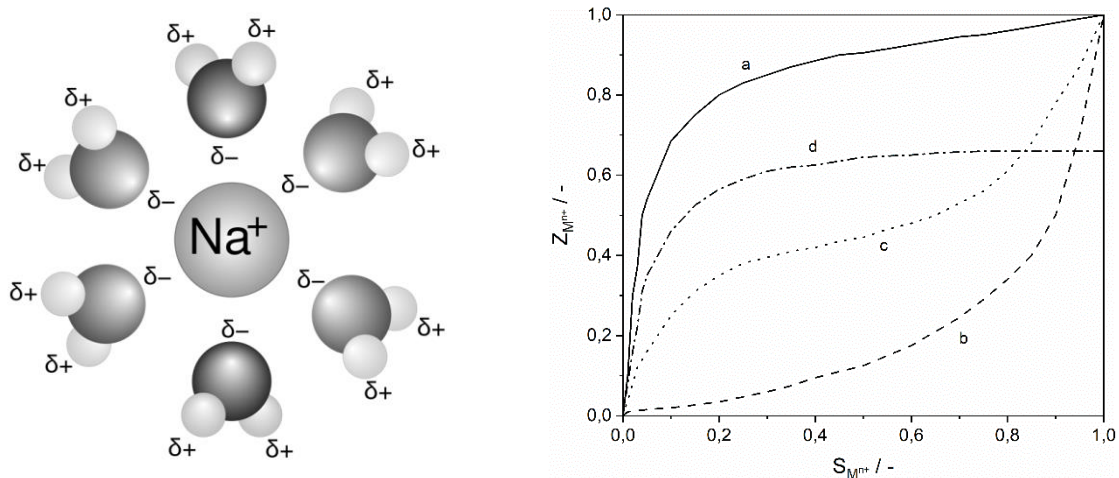 δ+ δ+
δ+ δ+
δ+ δ− δ+
δ− δ−
Na⁺
δ− δ−
δ+ δ− δ+
δ+ δ+
δ+ δ+
1,0
0,8
0,6
0,4
0,2
0,0
Z_Mⁿ⁺ / -
a
d
c
b
0,0 0,2 0,4 0,6 0,8 1,0
S_Mⁿ⁺ / -